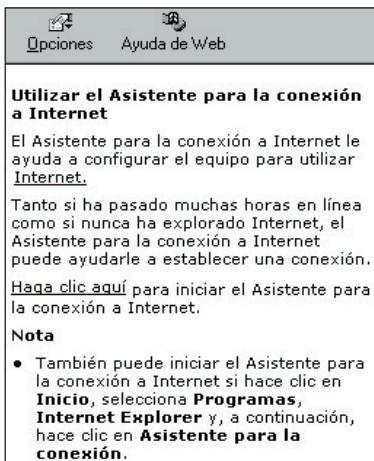 Opciones Ayuda de Web
Utilizar el Asistente para la conexión
a Internet
El Asistente para la conexión a Internet le
ayuda a configurar el equipo para utilizar
Internet.
Tanto si ha pasado muchas horas en línea
como si nunca ha explorado Internet, el
Asistente para la conexión a Internet
puede ayudarle a establecer una conexión.
Haga clic aquí para iniciar el Asistente para
la conexión a Internet.
Nota
• También puede iniciar el Asistente para
la conexión a Internet si hace clic en
Inicio, selecciona Programas,
Internet Explorer y, a continuación,
hace clic en Asistente para la
conexión.